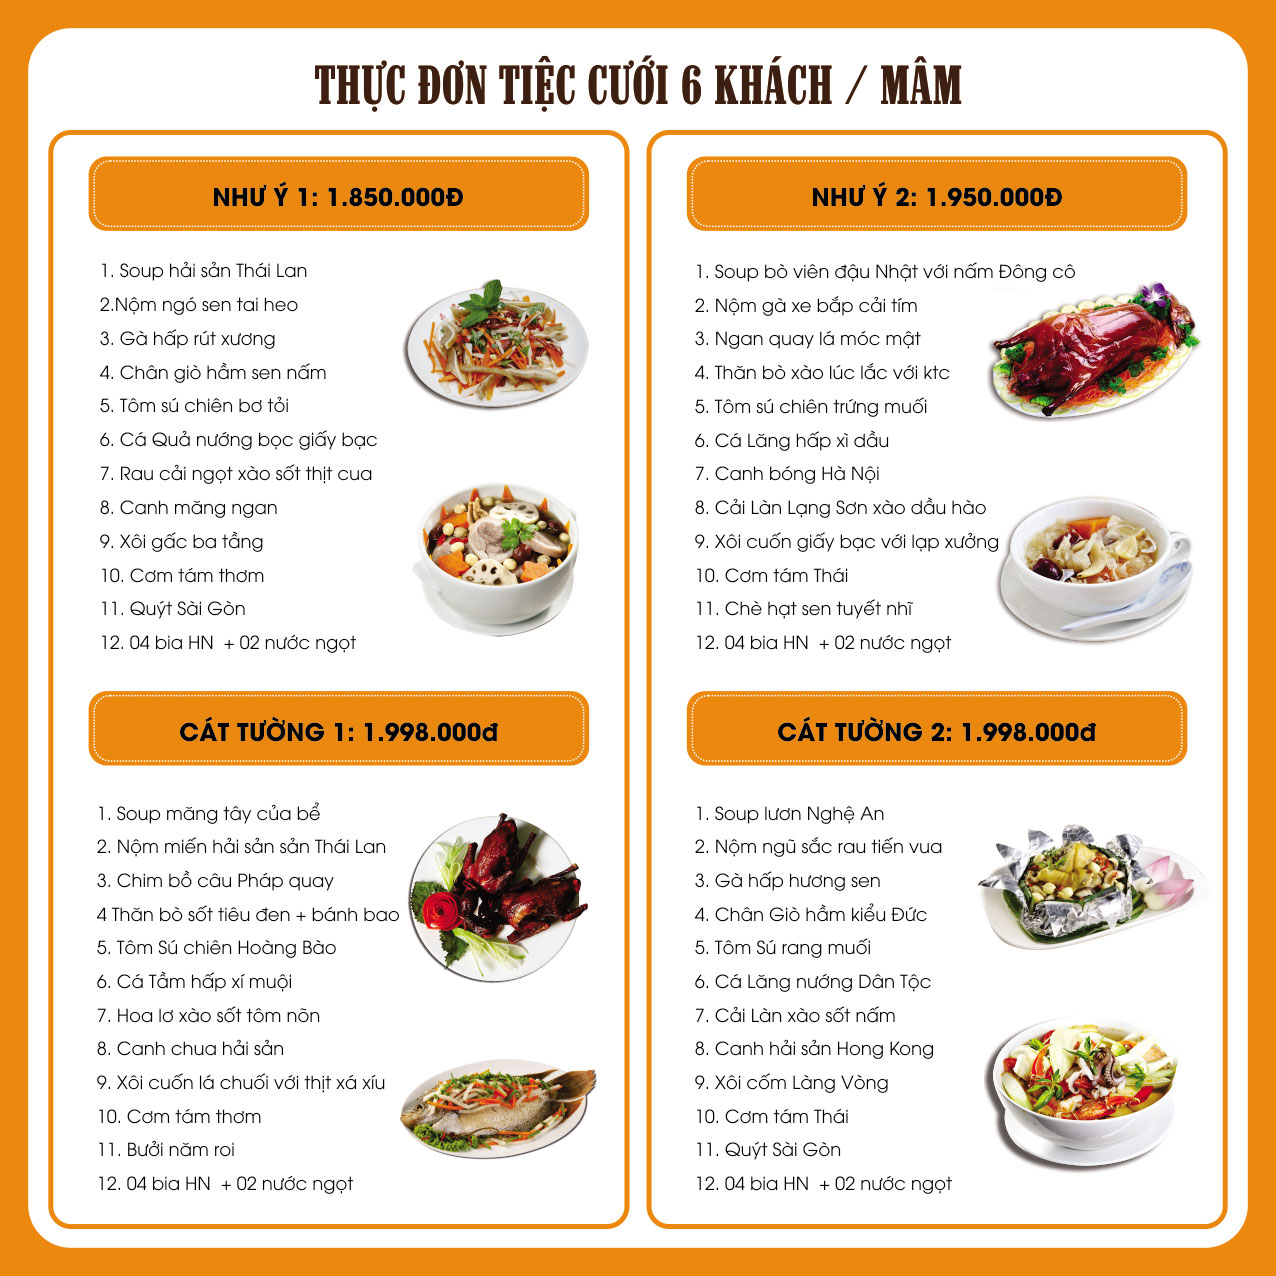 THỰC ĐƠN TIỆC CƯỚI 6 KHÁCH / MÂM
NHƯ Ý 1: 1.850.000Đ
1. Soup hải sản Thái Lan
2.Nộm ngó sen tai heo
3. Gà hấp rút xương
4. Chân giò hầm sen nấm
5. Tôm sú chiên bơ tỏi
6. Cá Quả nướng bọc giấy bạc
7. Rau cải ngọt xào sốt thịt cua
8. Canh măng ngan
9. Xôi gấc ba tầng
10. Cơm tám thơm
11. Quýt Sài Gòn
12. 04 bia HN + 02 nước ngọt
NHƯ Ý 2: 1.950.000Đ
1. Soup bò viên đậu Nhật với nấm Đông cô
2. Nộm gà xe bắp cải tím
3. Ngan quay lá móc mật
4. Thăn bò xào lúc lắc với ktc
5. Tôm sú chiên trứng muối
6. Cá Lăng hấp xì dầu
7. Canh bóng Hà Nội
8. Cải Làn Lạng Sơn xào dầu hào
9. Xôi cuốn giấy bạc với lạp xưởng
10. Cơm tám Thái
11. Chè hạt sen tuyết nhĩ
12. 04 bia HN + 02 nước ngọt
CÁT TƯỜNG 1: 1.998.000đ
1. Soup măng tây của bể
2. Nộm miến hải sản sản Thái Lan
3. Chim bồ câu Pháp quay
4 Thăn bò sốt tiêu đen + bánh bao
5. Tôm Sú chiên Hoàng Bào
6. Cá Tầm hấp xí muội
7. Hoa lơ xào sốt tôm nõn
8. Canh chua hải sản
9. Xôi cuốn lá chuối với thịt xá xíu
10. Cơm tám thơm
11. Bưởi năm roi
12. 04 bia HN + 02 nước ngọt
CÁT TƯỜNG 2: 1.998.000đ
1. Soup lươn Nghệ An
2. Nộm ngũ sắc rau tiến vua
3. Gà hấp hương sen
4. Chân Giò hầm kiểu Đức
5. Tôm Sú rang muối
6. Cá Lăng nướng Dân Tộc
7. Cải Làn xào sốt nấm
8. Canh hải sản Hong Kong
9. Xôi cốm Làng Vòng
10. Cơm tám Thái
11. Quýt Sài Gòn
12. 04 bia HN + 02 nước ngọt